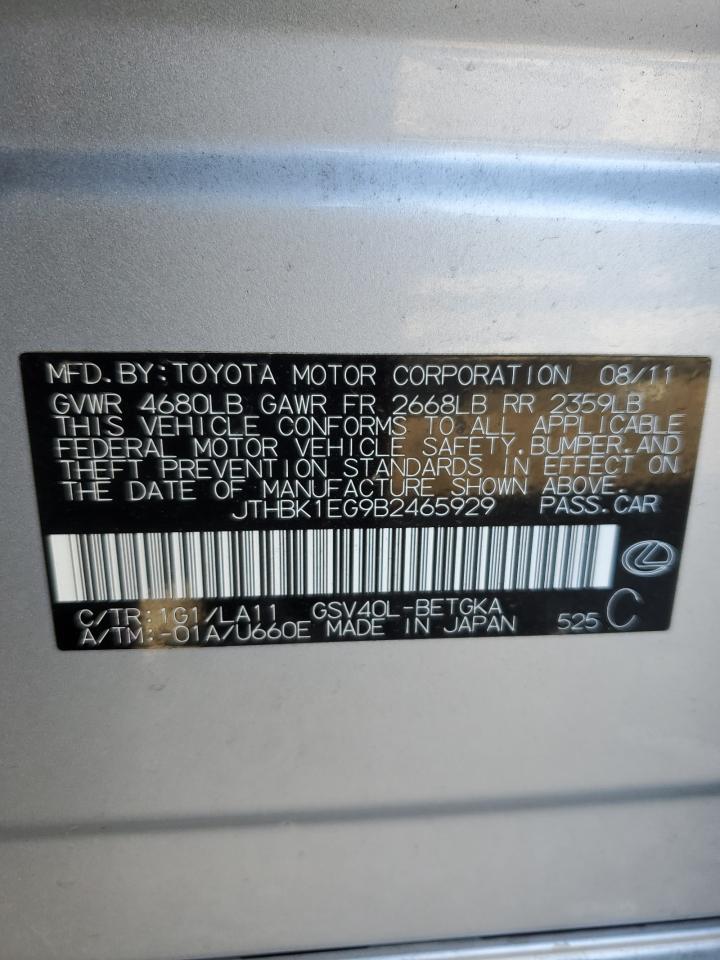 MFD.BY:TOYOTA MOTOR CORPORATION 08/11
GVWR 4680LB GAWR FR 2668LB RR 2359LB
THIS VEHICLE CONFORMS TO ALL APPLICABLE
FEDERAL MOTOR VEHICLE SAFETY,BUMPER,AND
THEFT PREVENTION STANDARDS IN EFFECT ON
THE DATE OF MANUFACTURE SHOWN ABOVE.
JTHBK1EG9B2465929 PASS.CAR
C/TR:1G1/LA11 GSV40L-BETGKA
A/TM:-01A/U660E MADE IN JAPAN 525 C